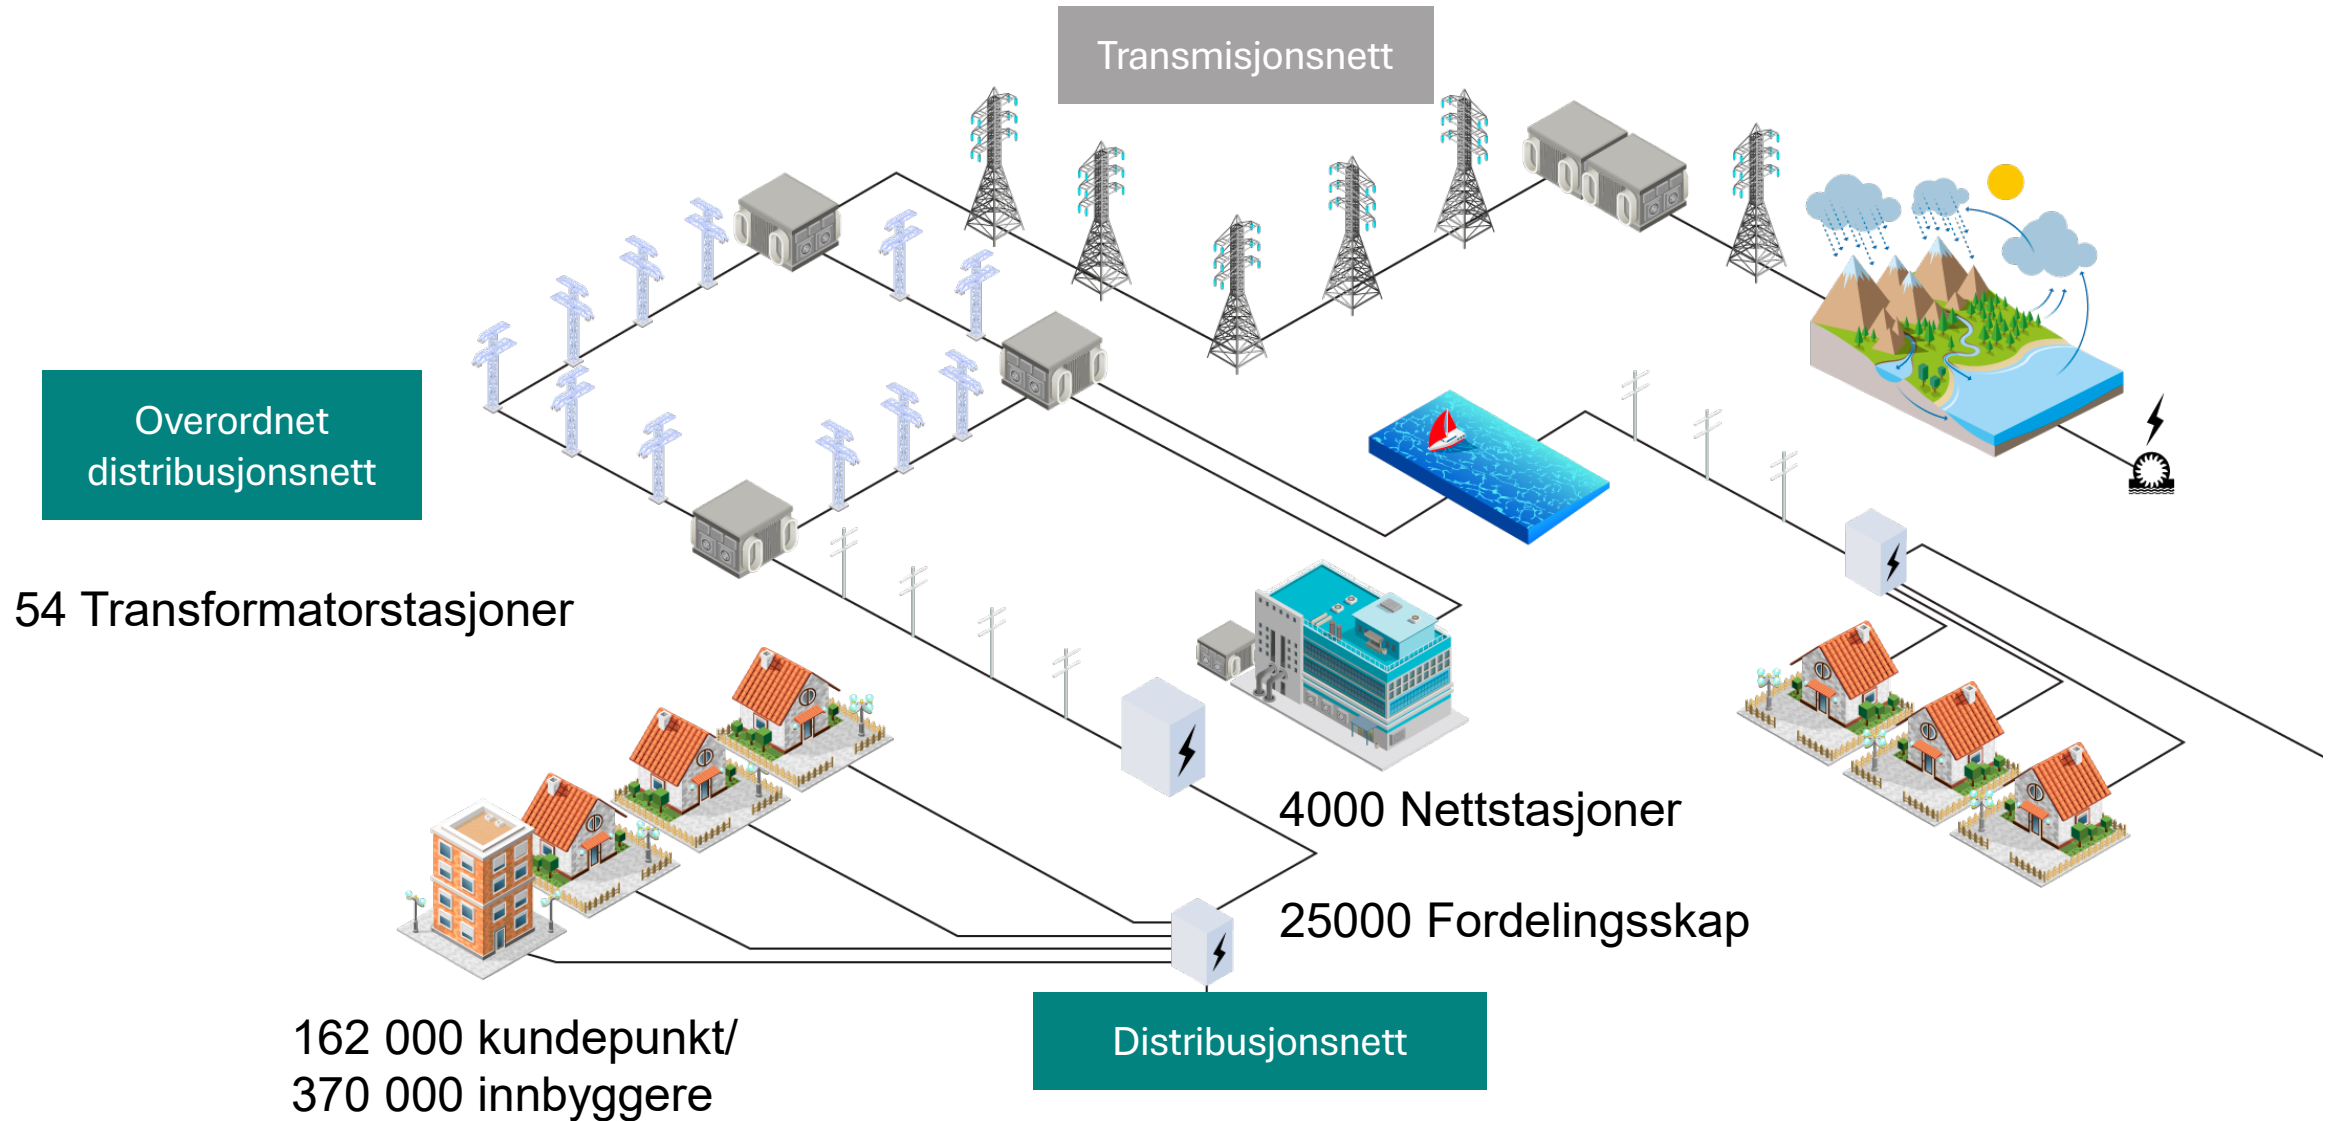 Transmisjonsnett
Overordnet
distribusjonsnett
54 Transformatorstasjoner
4000 Nettstasjoner
25000 Fordelingsskap
162 000 kundepunkt/
370 000 innbyggere
Distribusjonsnett